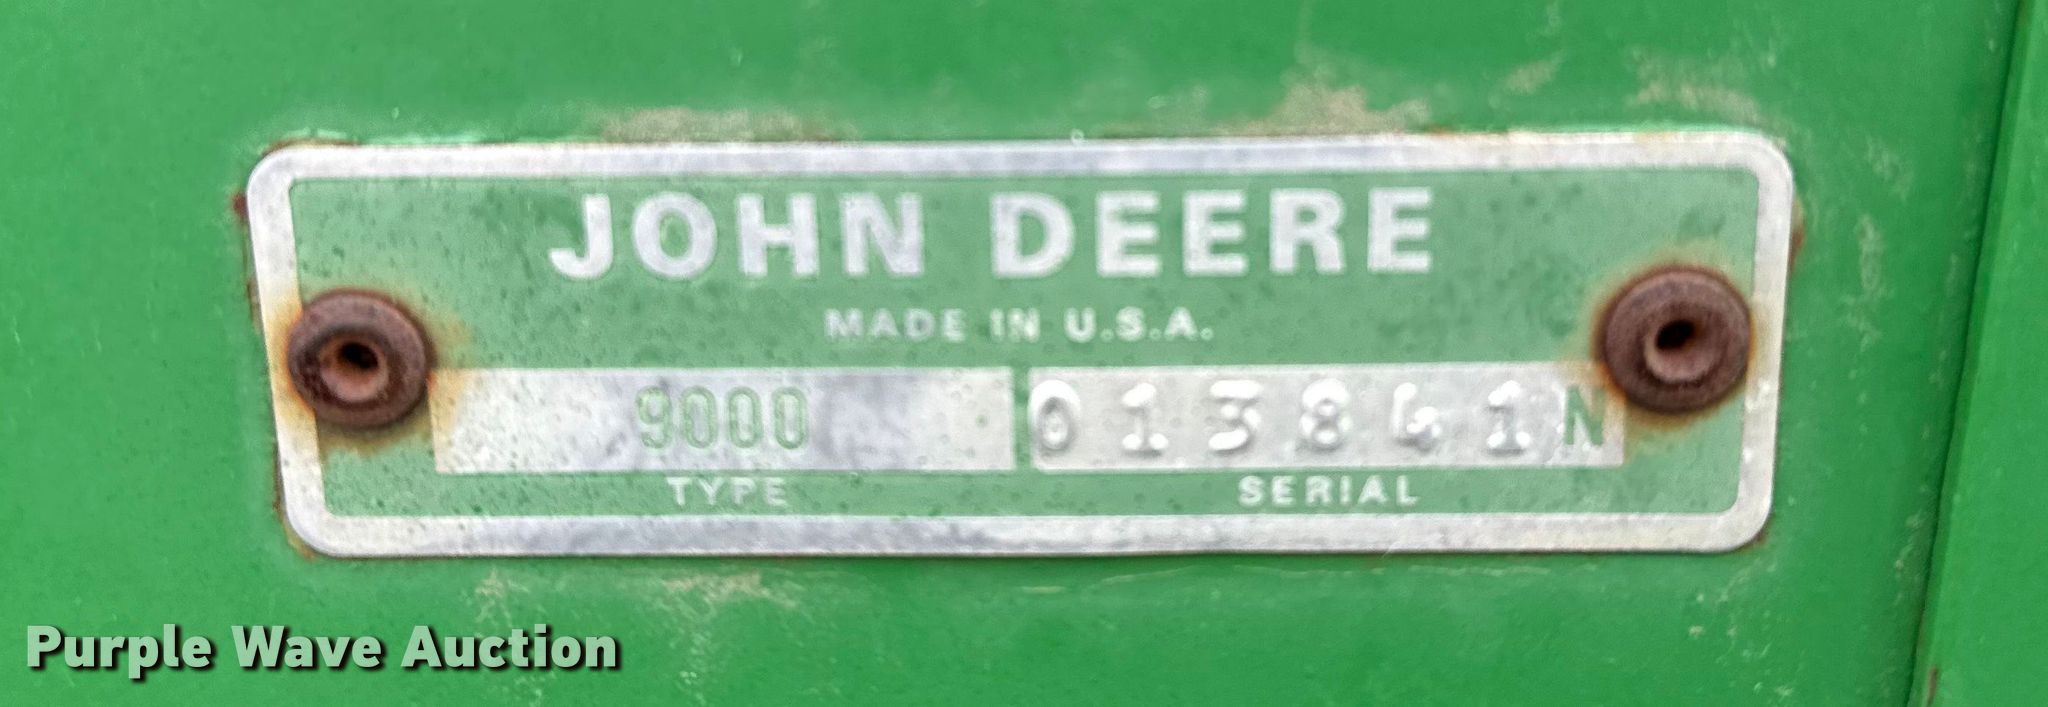 JOHN DEERE
MADE IN U.S.A.
9000 013841N
TYPE SERIAL
Purple Wave Auction